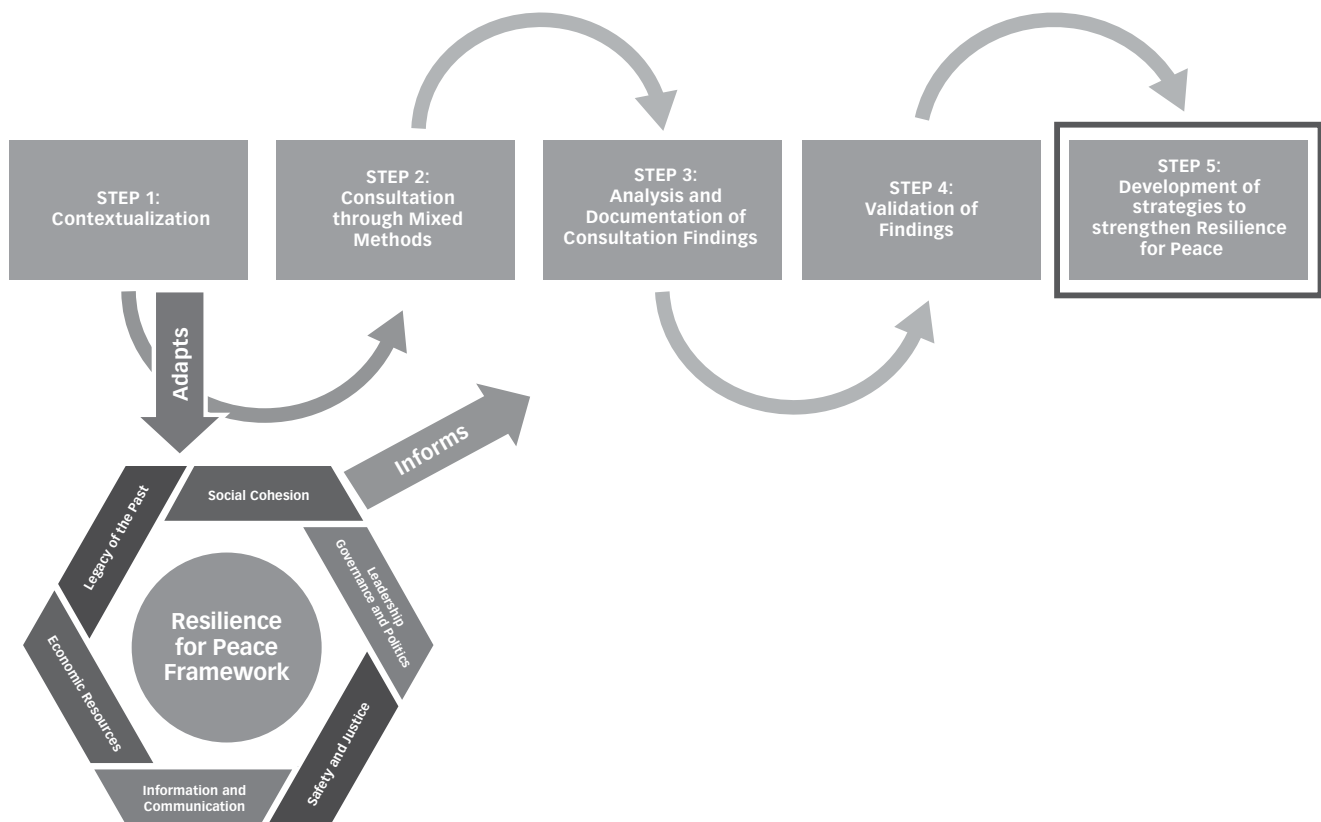 STEP 1:
Contextualization
STEP 2:
Consultation
through Mixed
Methods
STEP 3:
Analysis and
Documentation of
Consultation Findings
STEP 4:
Validation of
Findings
STEP 5:
Development of
strategies to
strengthen Resilience
for Peace
Adapts
Informs
Legacy of the Past
Social Cohesion
Leadership
Governance and Politics
Resilience
for Peace
Framework
Economic Resources
Safety and Justice
Information and
Communication